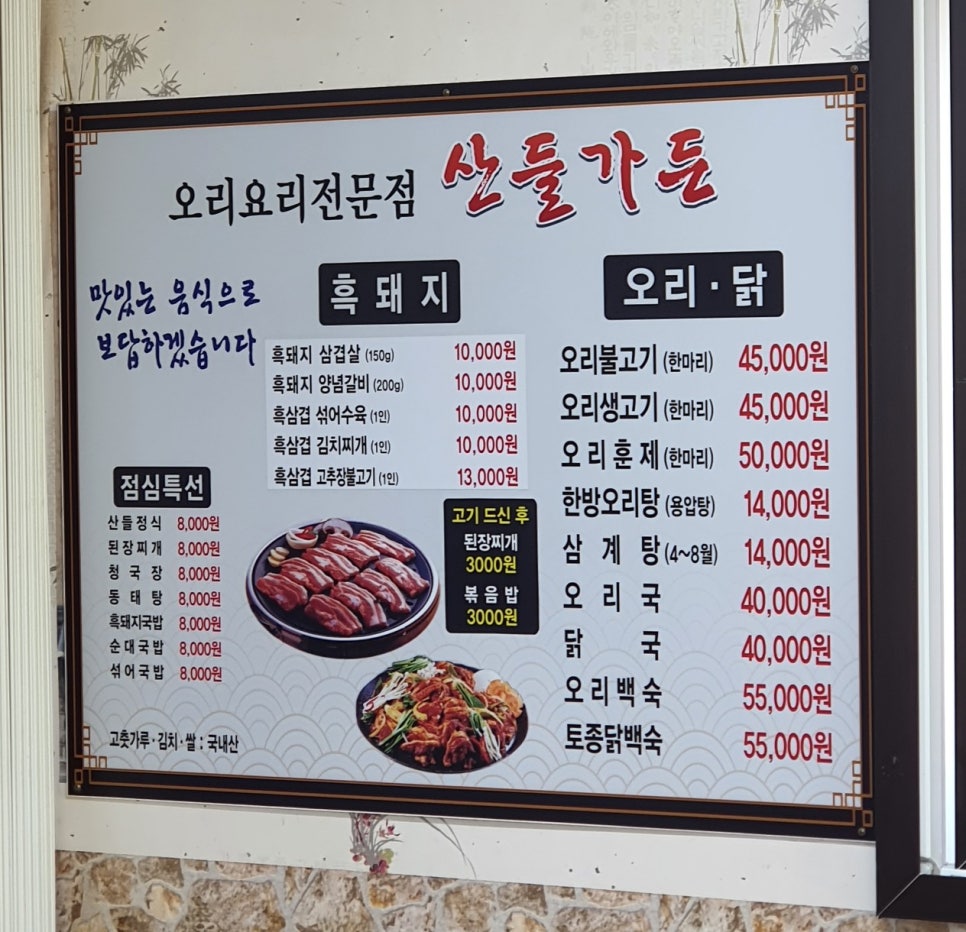 오리요리전문점 산들가든
맛있는 음식으로
보답하겠습니다
흑돼지
흑돼지 삼겹살 (150g) 10,000원
흑돼지 양념갈비 (200g) 10,000원
흑삼겹 섞어수육 (1인) 10,000원
흑삼겹 김치찌개 (1인) 10,000원
흑삼겹 고추장불고기 (1인) 13,000원
오리·닭
오리불고기 (한마리) 45,000원
오리생고기 (한마리) 45,000원
오리훈제 (한마리) 50,000원
한방오리탕 (용압탕) 14,000원
삼계탕 (4~8월) 14,000원
오리국 40,000원
닭국 40,000원
오리백숙 55,000원
토종닭백숙 55,000원
점심특선
산들정식 8,000원
된장찌개 8,000원
청국장 8,000원
동태탕 8,000원
흑돼지국밥 8,000원
순대국밥 8,000원
섞어국밥 8,000원
고기 드신 후
된장찌개
3000원
볶음밥
3000원
고춧가루·김치·쌀 : 국내산